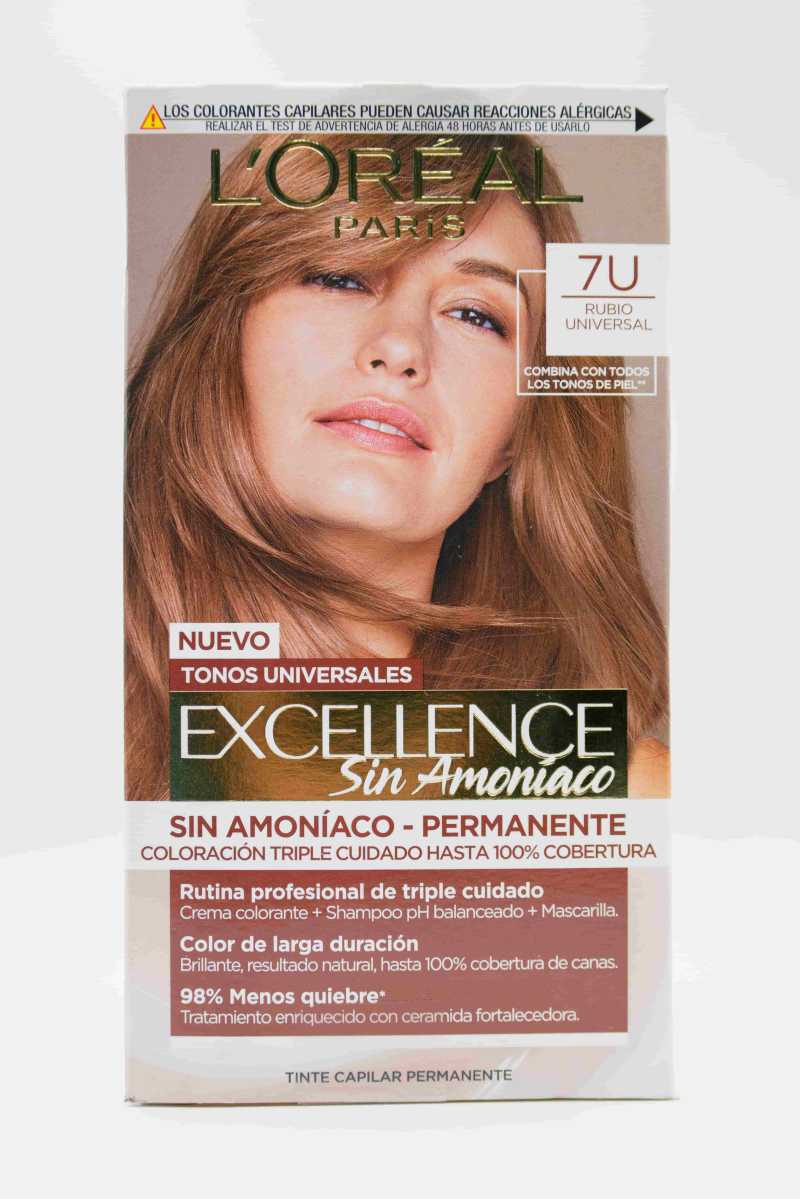 LOS COLORANTES CAPILARES PUEDEN CAUSAR REACCIONES ALÉRGICAS
REALIZAR EL TEST DE ADVERTENCIA DE ALERGIA 48 HORAS ANTES DE USARLO
L'ORÉAL
PARIS
7U
RUBIO
UNIVERSAL
COMBINA CON TODOS
LOS TONOS DE PIEL**
NUEVO
TONOS UNIVERSALES
EXCELLENCE
Sin Amoníaco
SIN AMONÍACO - PERMANENTE
COLORACIÓN TRIPLE CUIDADO HASTA 100% COBERTURA
Rutina profesional de triple cuidado
Crema colorante + Shampoo pH balanceado + Mascarilla.
Color de larga duración
Brillante, resultado natural, hasta 100% cobertura de canas.
98% Menos quiebre*
Tratamiento enriquecido con ceramida fortalecedora.
TINTE CAPILAR PERMANENTE